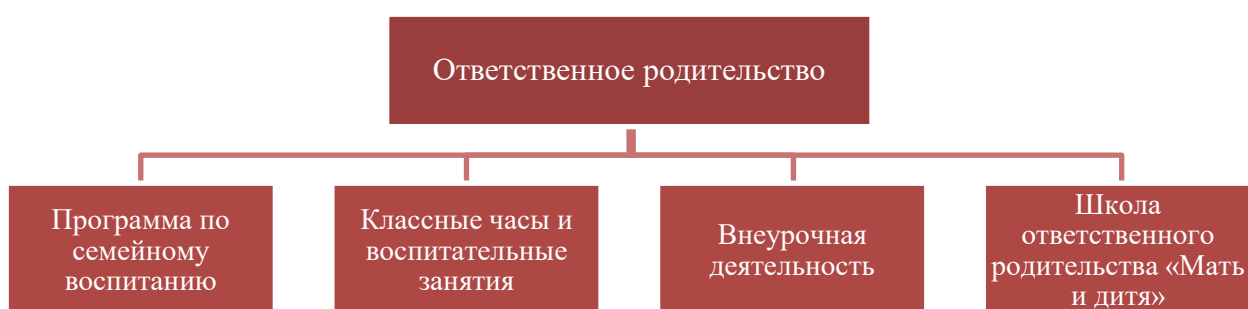 Ответственное родительство
Программа по
семейному
воспитанию
Классные часы и
воспитательные
занятия
Внеурочная
деятельность
Школа
ответственного
родительства «Мать
и дитя»